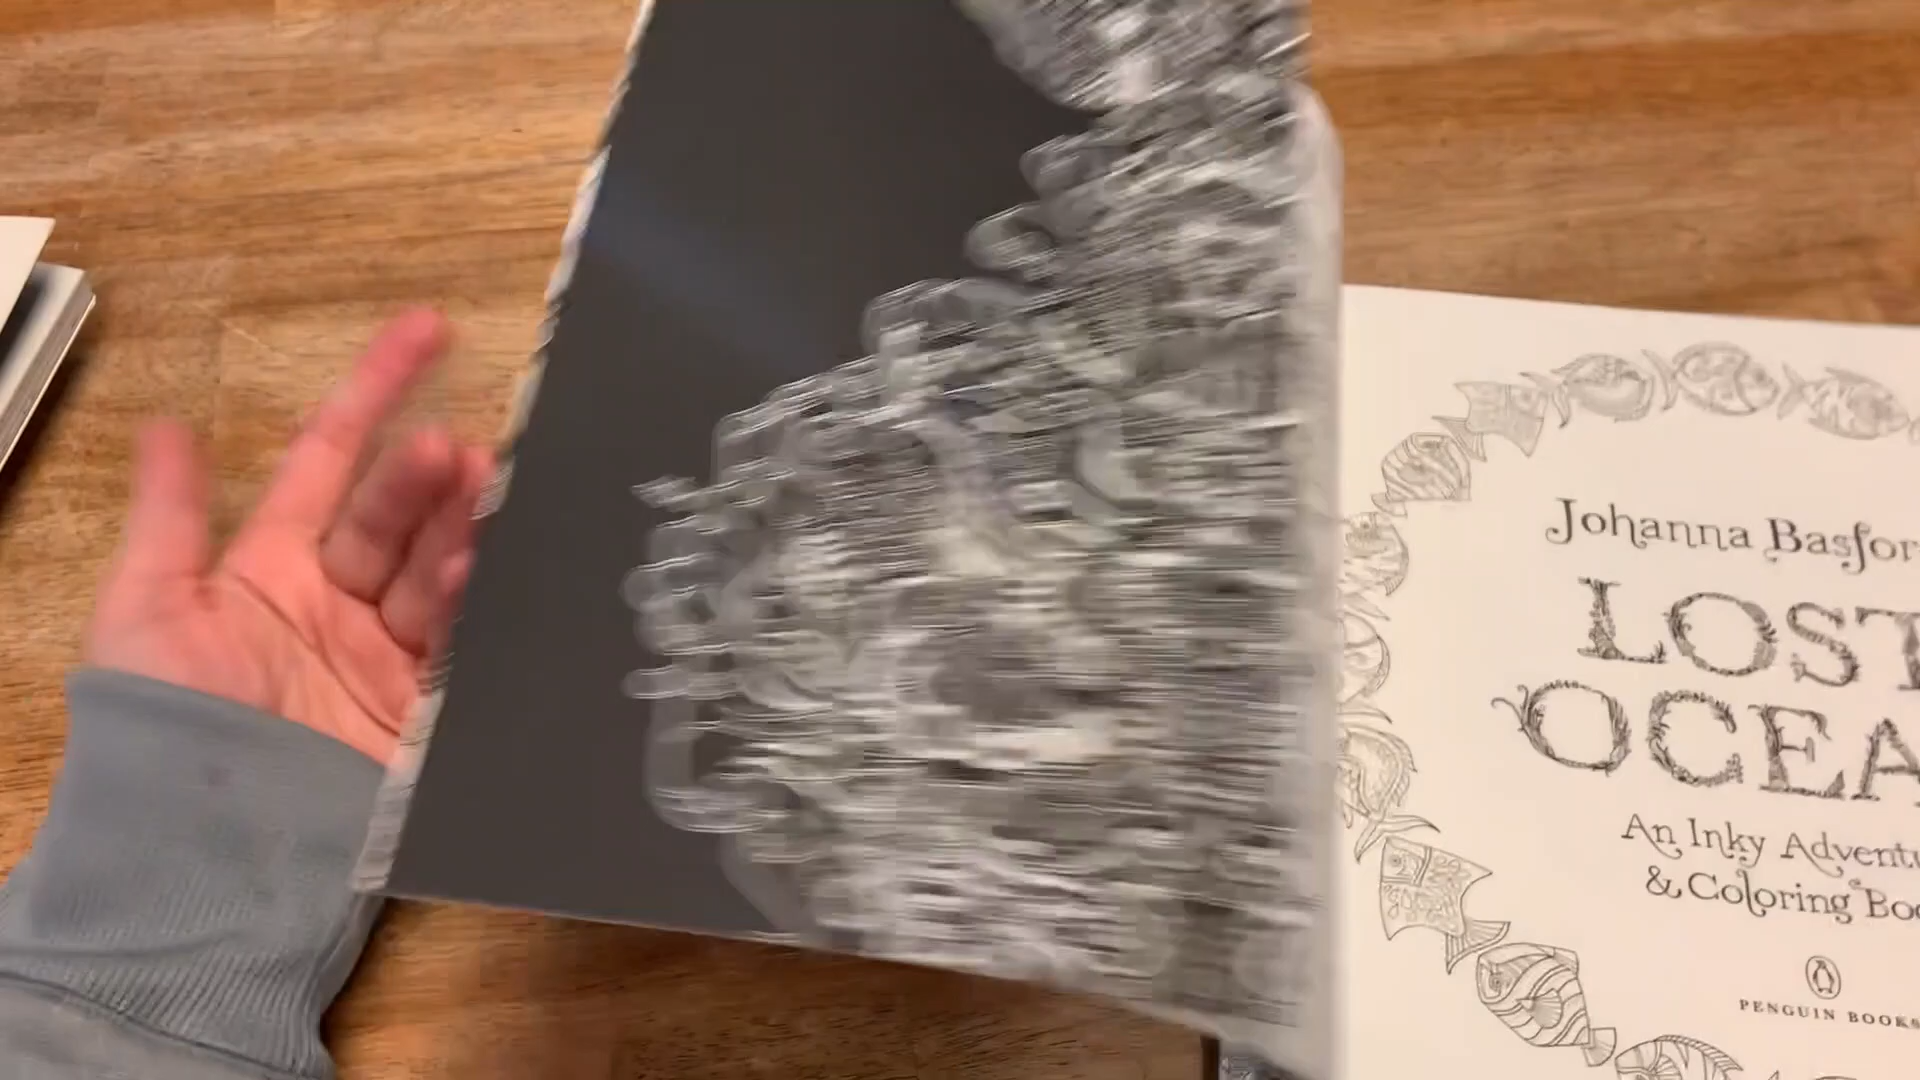 Johanna Basfor
LOST
OCEA
An Inky Adventu
& Coloring Boo
PENGUIN BOOKS